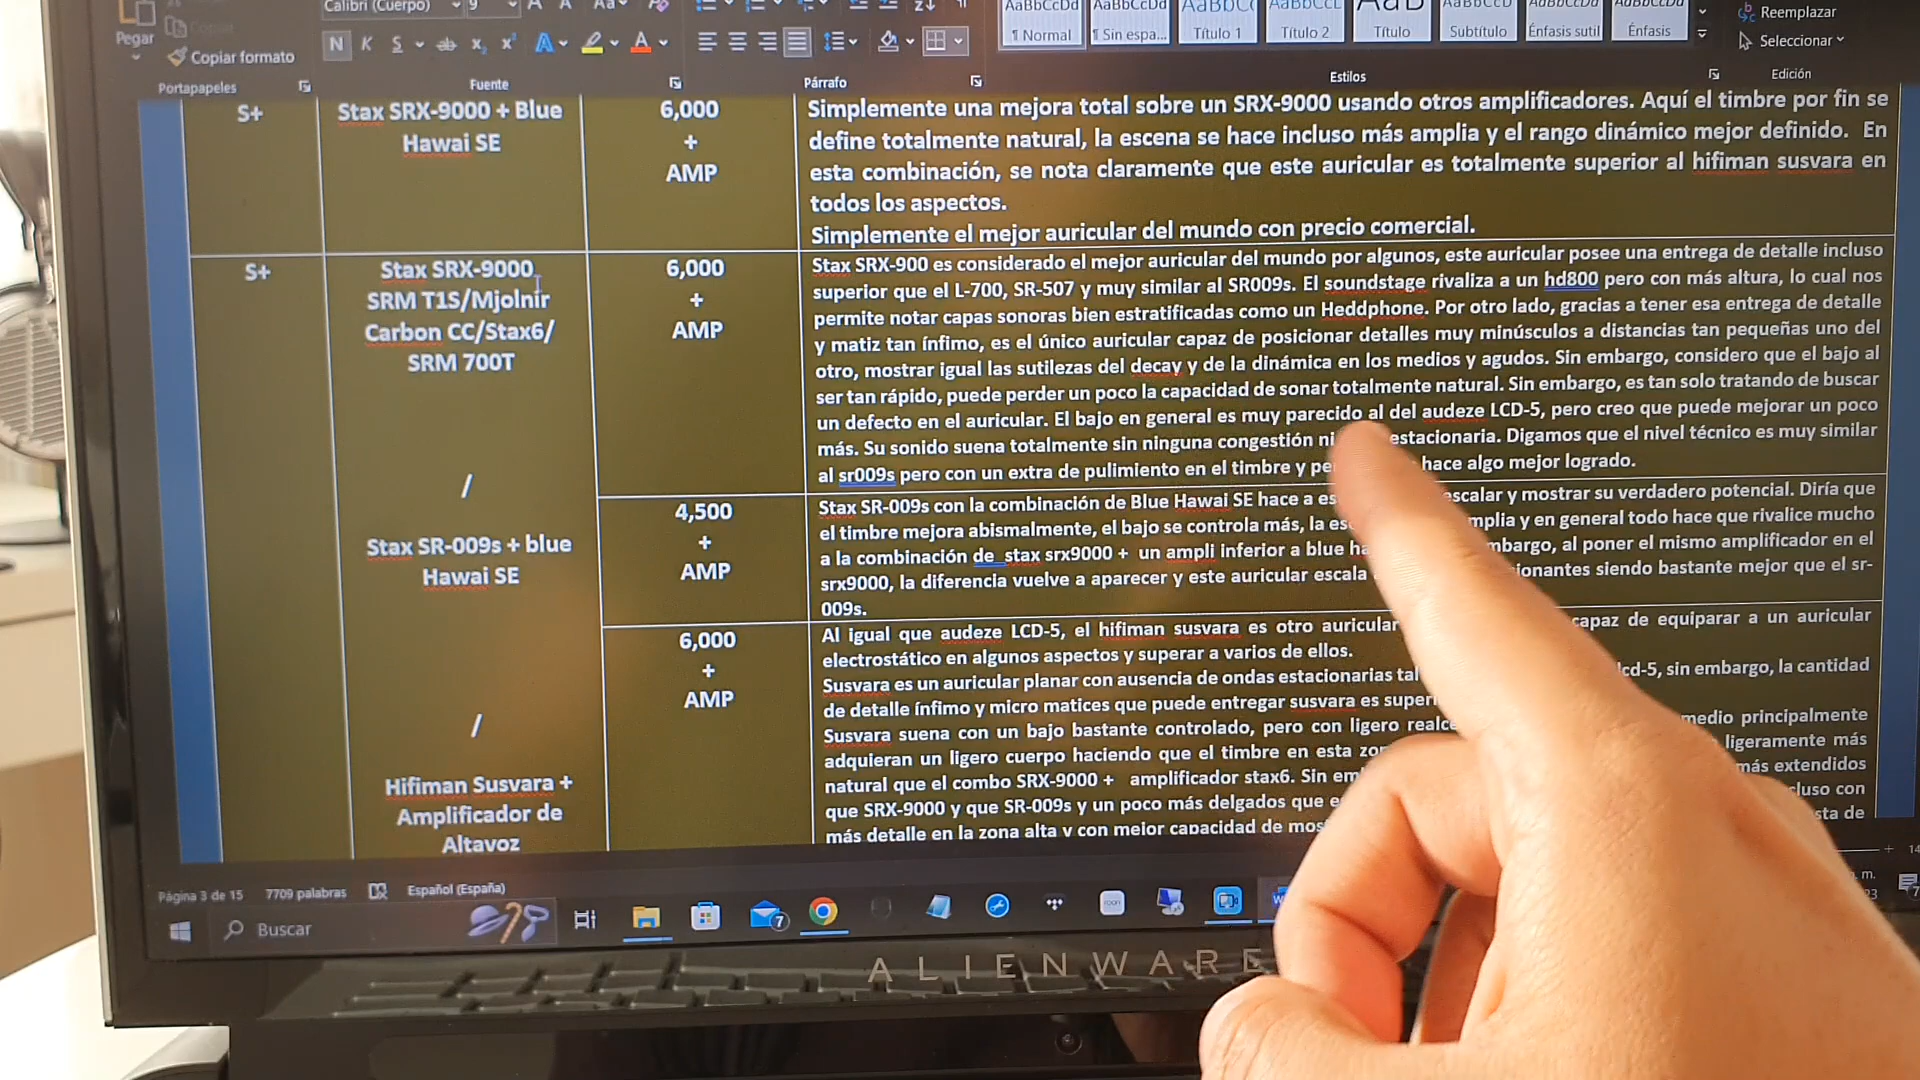 Calibri (Cuerpo) 9
Pegar
Copiar formato
N K S ab x₂ x² A A
Portapapeles Fuente Párrafo Estilos Edición
AaBbCcDd AaBbCcDd AaBbC( AaBbCcL AaB AaBbCcD AaBbCcDd AaBbCcDd
¶ Normal ¶ Sin espa... Título 1 Título 2 Título Subtítulo Énfasis sutil Énfasis
Reemplazar
Seleccionar
S+
Stax SRX-9000 + Blue
Hawai SE
6,000
+
AMP
Simplemente una mejora total sobre un SRX-9000 usando otros amplificadores. Aquí el timbre por fin se
define totalmente natural, la escena se hace incluso más amplia y el rango dinámico mejor definido. En
esta combinación, se nota claramente que este auricular es totalmente superior al hifiman susvara en
todos los aspectos.
Simplemente el mejor auricular del mundo con precio comercial.
S+
Stax SRX-9000
SRM T1S/Mjolnir
Carbon CC/Stax6/
SRM 700T
6,000
+
AMP
Stax SRX-900 es considerado el mejor auricular del mundo por algunos, este auricular posee una entrega de detalle incluso
superior que el L-700, SR-507 y muy similar al SR009s. El soundstage rivaliza a un hd800 pero con más altura, lo cual nos
permite notar capas sonoras bien estratificadas como un Heddphone. Por otro lado, gracias a tener esa entrega de detalle
y matiz tan ínfimo, es el único auricular capaz de posicionar detalles muy minúsculos a distancias tan pequeñas uno del
otro, mostrar igual las sutilezas del decay y de la dinámica en los medios y agudos. Sin embargo, considero que el bajo al
ser tan rápido, puede perder un poco la capacidad de sonar totalmente natural. Sin embargo, es tan solo tratando de buscar
un defecto en el auricular. El bajo en general es muy parecido al del audeze LCD-5, pero creo que puede mejorar un poco
más. Su sonido suena totalmente sin ninguna congestión ni estacionaria. Digamos que el nivel técnico es muy similar
al sr009s pero con un extra de pulimiento en el timbre y hace algo mejor logrado.
/
Stax SR-009s + blue
Hawai SE
4,500
+
AMP
Stax SR-009s con la combinación de Blue Hawai SE hace a escalar y mostrar su verdadero potencial. Diría que
el timbre mejora abismalmente, el bajo se controla más, la y en general todo hace que rivalice mucho
a la combinación de stax srx9000 + un ampli inferior a blue al poner el mismo amplificador en el
srx9000, la diferencia vuelve a aparecer y este auricular escala siendo bastante mejor que el sr-
009s.
/
Hifiman Susvara +
Amplificador de
Altavoz
6,000
+
AMP
Al igual que audeze LCD-5, el hifiman susvara es otro auricular capaz de equiparar a un auricular
electrostático en algunos aspectos y superar a varios de ellos.
Susvara es un auricular planar con ausencia de ondas estacionarias lcd-5, sin embargo, la cantidad
de detalle ínfimo y micro matices que puede entregar susvara es
Susvara suena con un bajo bastante controlado, pero con ligero medio principalmente
adquieran un ligero cuerpo haciendo que el timbre en esta ligeramente más
natural que el combo SRX-9000 + amplificador stax6. Sin más extendidos
que SRX-9000 y que SR-009s y un poco más delgados que con
más detalle en la zona alta y con mejor capacidad de de
Página 3 de 15 7709 palabras Español (España)
Buscar
7
ALIENWARE